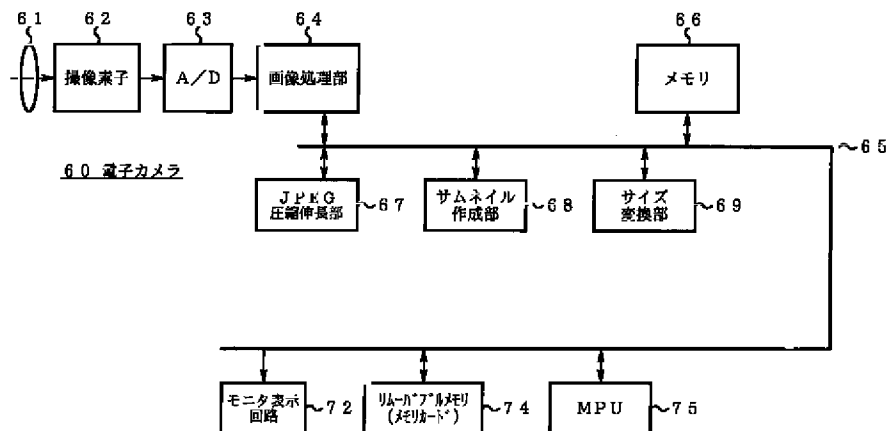 61
62
63
64
66
撮像素子
A/D
画像処理部
メモリ
65
60 電子カメラ
JPEG
圧縮伸長部
67
サムネイル
作成部
68
サイズ
変換部
69
モニタ表示
回路
72
リムーバブルメモリ
(メモリカード)
74
MPU
75